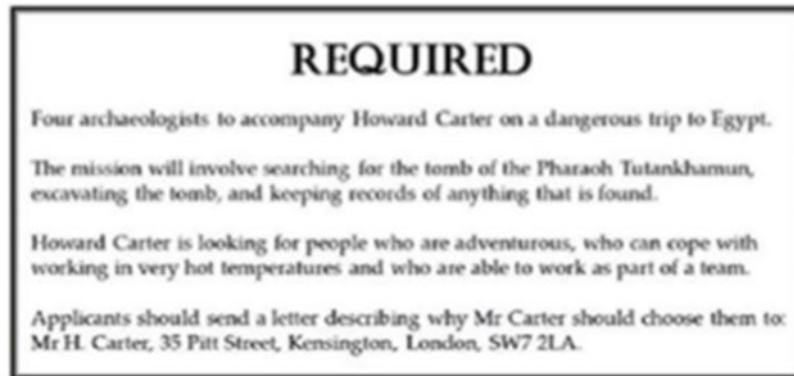 REQUIRED
Four archaeologists to accompany Howard Carter on a dangerous trip to Egypt.
The mission will involve searching for the tomb of the Pharaoh Tutankhamun,
excavating the tomb, and keeping records of anything that is found.
Howard Carter is looking for people who are adventurous, who can cope with
working in very hot temperatures and who are able to work as part of a team.
Applicants should send a letter describing why Mr Carter should choose them to:
Mr H. Carter, 35 Pitt Street, Kensington, London, SW7 2LA.